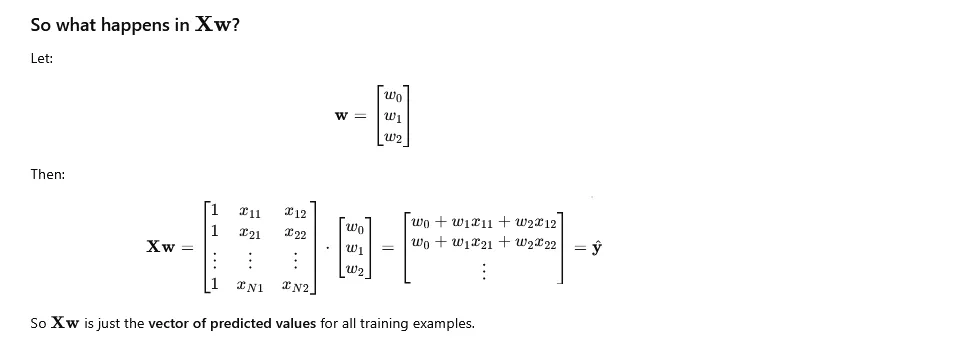 So what happens in Xw?
Let:
w = [w₀ w₁ w₂]
Then:
Xw = [1 x₁₁ x₁₂; 1 x₂₁ x₂₂; ⋮ ⋮ ⋮; 1 x_N1 x_N2] · [w₀ w₁ w₂] = [w₀ + w₁x₁₁ + w₂x₁₂; w₀ + w₁x₂₁ + w₂x₂₂; ⋮] = ŷ
So Xw is just the vector of predicted values for all training examples.